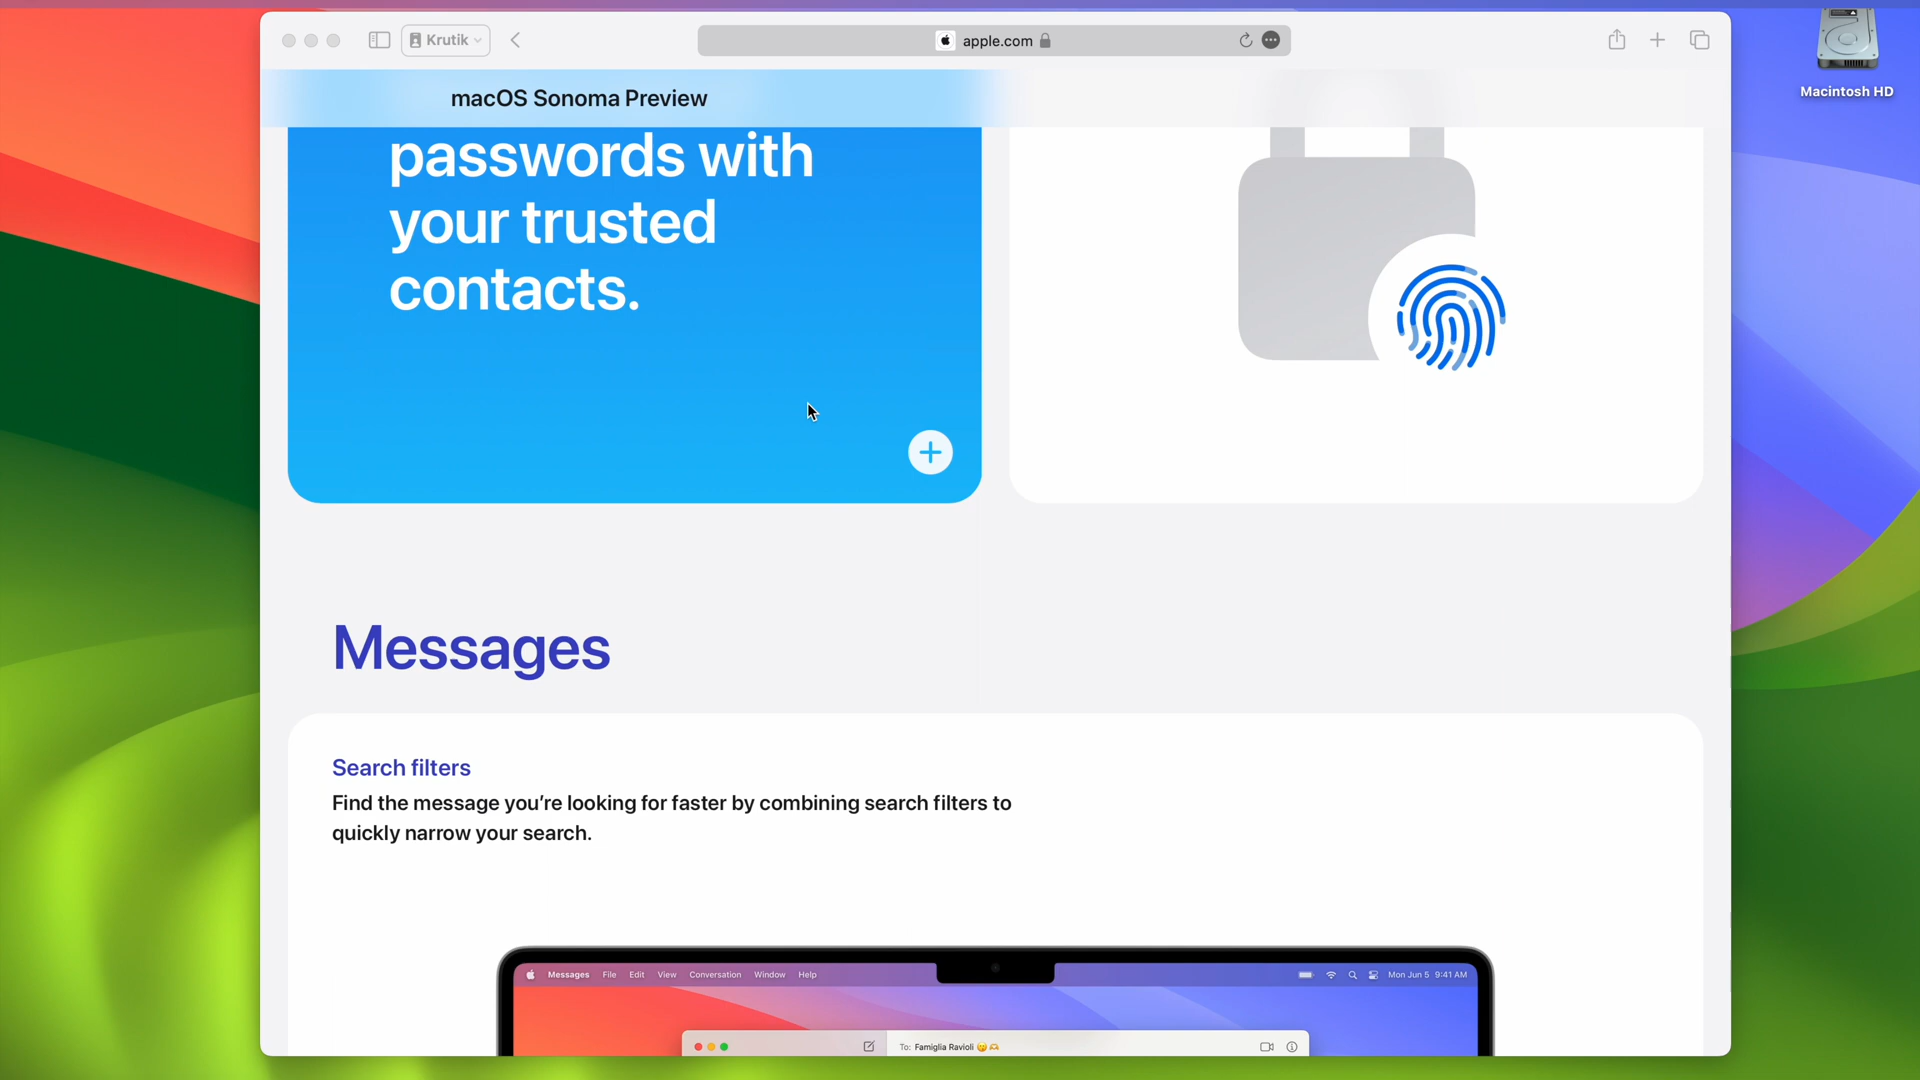 Krutik
apple.com
Macintosh HD
macOS Sonoma Preview
passwords with
your trusted
contacts.
Messages
Search filters
Find the message you’re looking for faster by combining search filters to
quickly narrow your search.
Messages File Edit View Conversation Window Help
Mon Jun 5 9:41 AM
To: Famiglia Ravioli